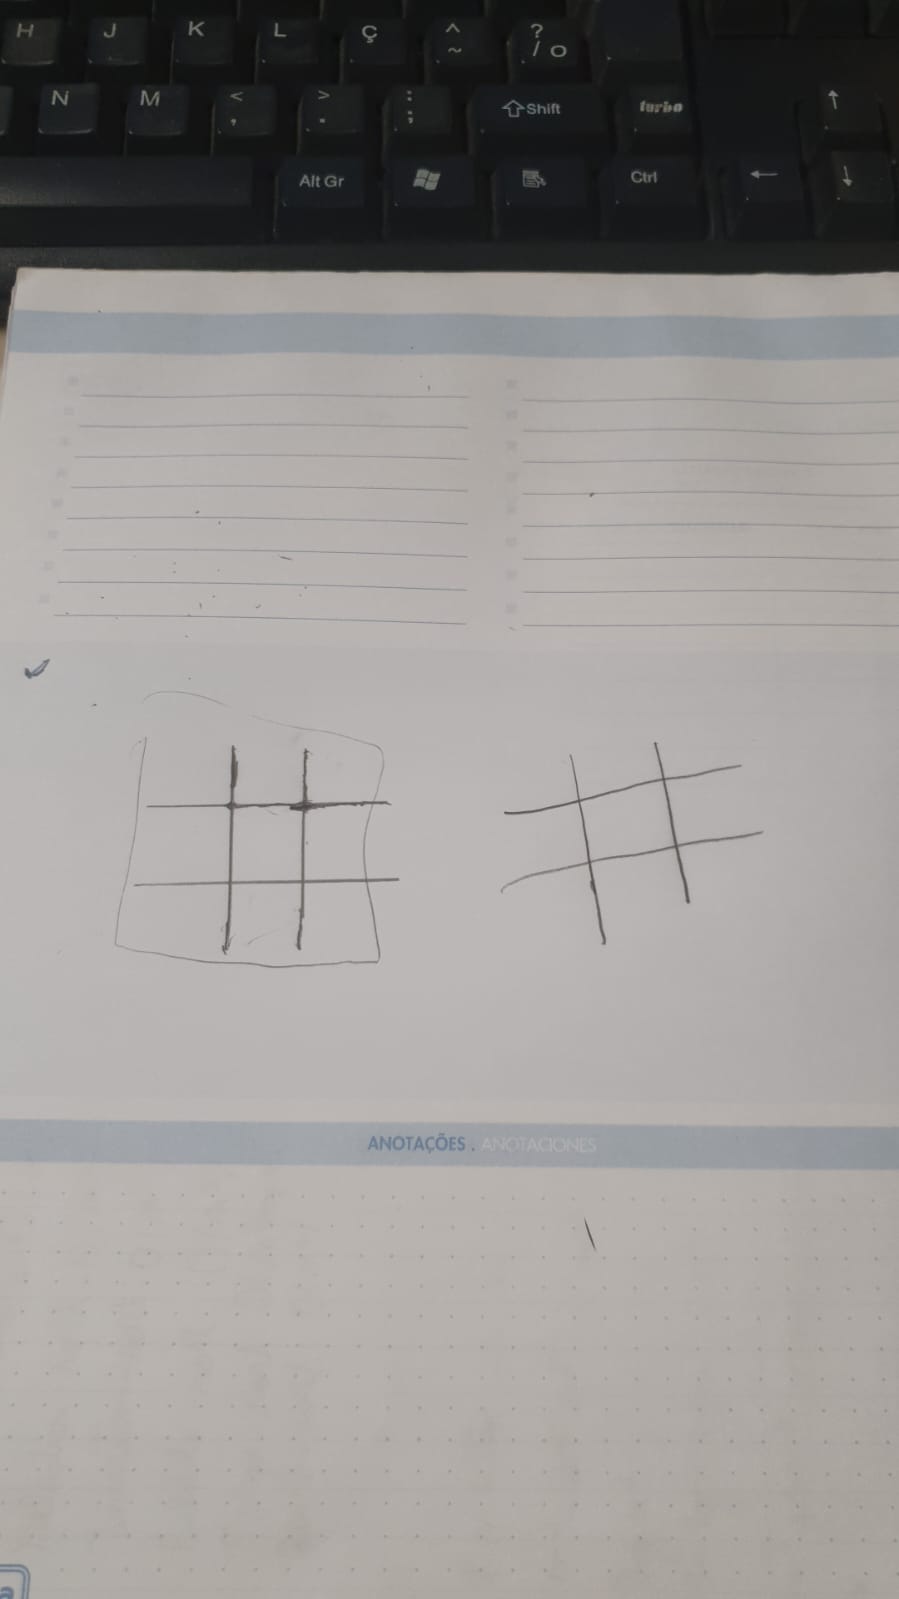 H J K L Ç ^ ~ ? / °
N M < , > . : ; Shift turbo ↑
Alt Gr Ctrl ← ↓
ANOTAÇÕES . ANOTACIONES
a